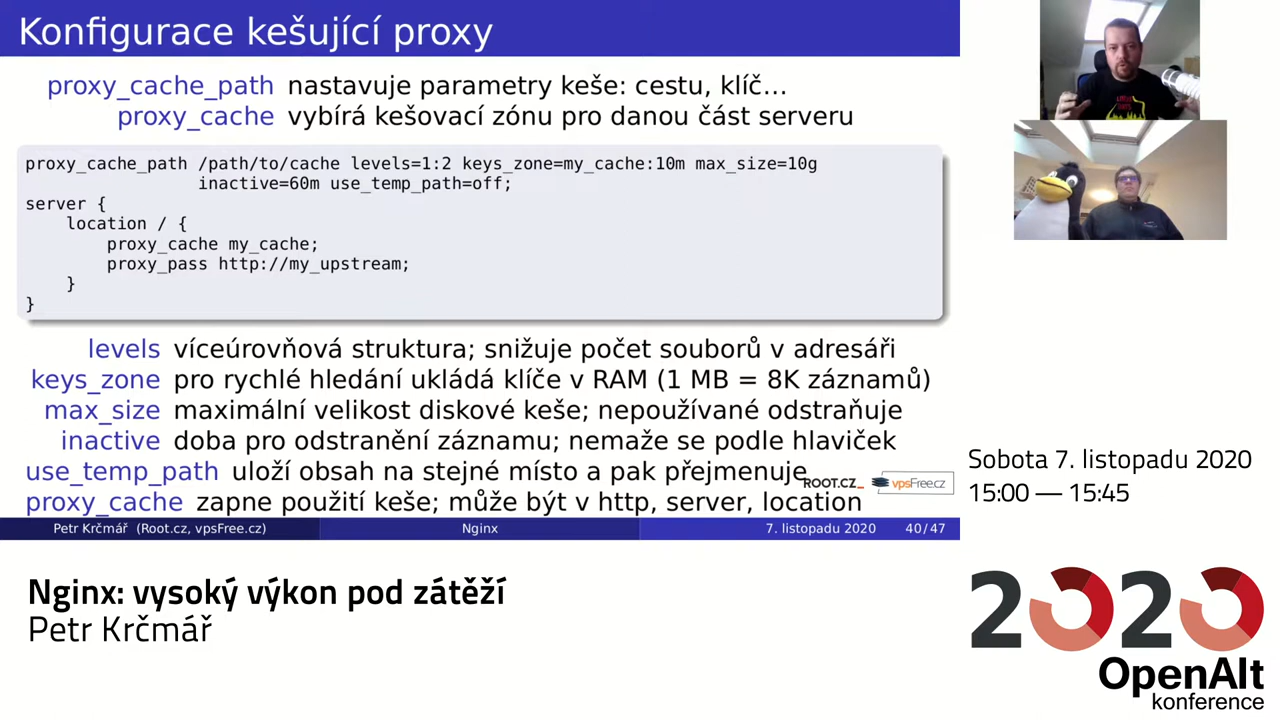 Konfigurace kešující proxy
proxy_cache_path nastavuje parametry keše: cestu, klíč…
proxy_cache vybírá kešovací zónu pro danou část serveru
proxy_cache_path /path/to/cache levels=1:2 keys_zone=my_cache:10m max_size=10g
inactive=60m use_temp_path=off;
server {
location / {
proxy_cache my_cache;
proxy_pass http://my_upstream;
}
}
levels víceúrovňová struktura; snižuje počet souborů v adresáři
keys_zone pro rychlé hledání ukládá klíče v RAM (1 MB = 8K záznamů)
max_size maximální velikost diskové keše; nepoužívané odstraňuje
inactive doba pro odstranění záznamu; nemaže se podle hlaviček
use_temp_path uloží obsah na stejné místo a pak přejmenuje
ROOT.CZ_ vpsFree.cz
proxy_cache zapne použití keše; může být v http, server, location
Petr Krčmář (Root.cz, vpsFree.cz) Nginx 7. listopadu 2020 40/47
Sobota 7. listopadu 2020
15:00 — 15:45
Nginx: vysoký výkon pod zátěží
Petr Krčmář
2020
OpenAlt
konference